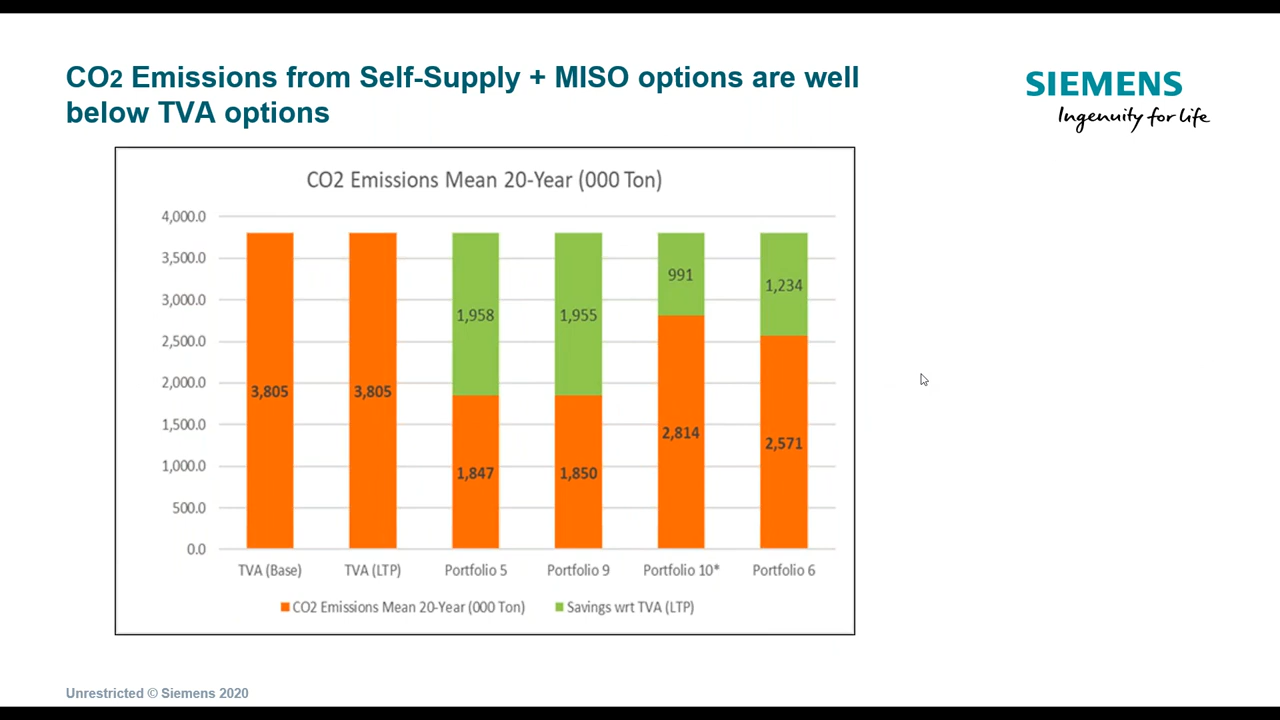 CO2 Emissions from Self-Supply + MISO options are well
below TVA options
SIEMENS
Ingenuity for life
CO2 Emissions Mean 20-Year (000 Ton)
4,000.0
3,500.0
3,000.0
2,500.0
2,000.0
1,500.0
1,000.0
500.0
0.0
3,805
3,805
1,958
1,847
1,955
1,850
991
2,814
1,234
2,571
TVA (Base)
TVA (LTP)
Portfolio 5
Portfolio 9
Portfolio 10*
Portfolio 6
CO2 Emissions Mean 20-Year (000 Ton)
Savings wrt TVA (LTP)
Unrestricted © Siemens 2020